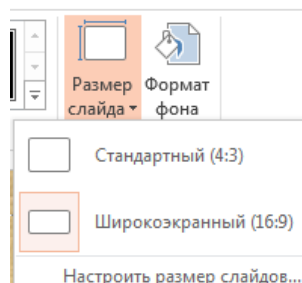 Размер Формат
слайда фона
Стандартный (4:3)
Широкоэкранный (16:9)
Настроить размер слайдов...